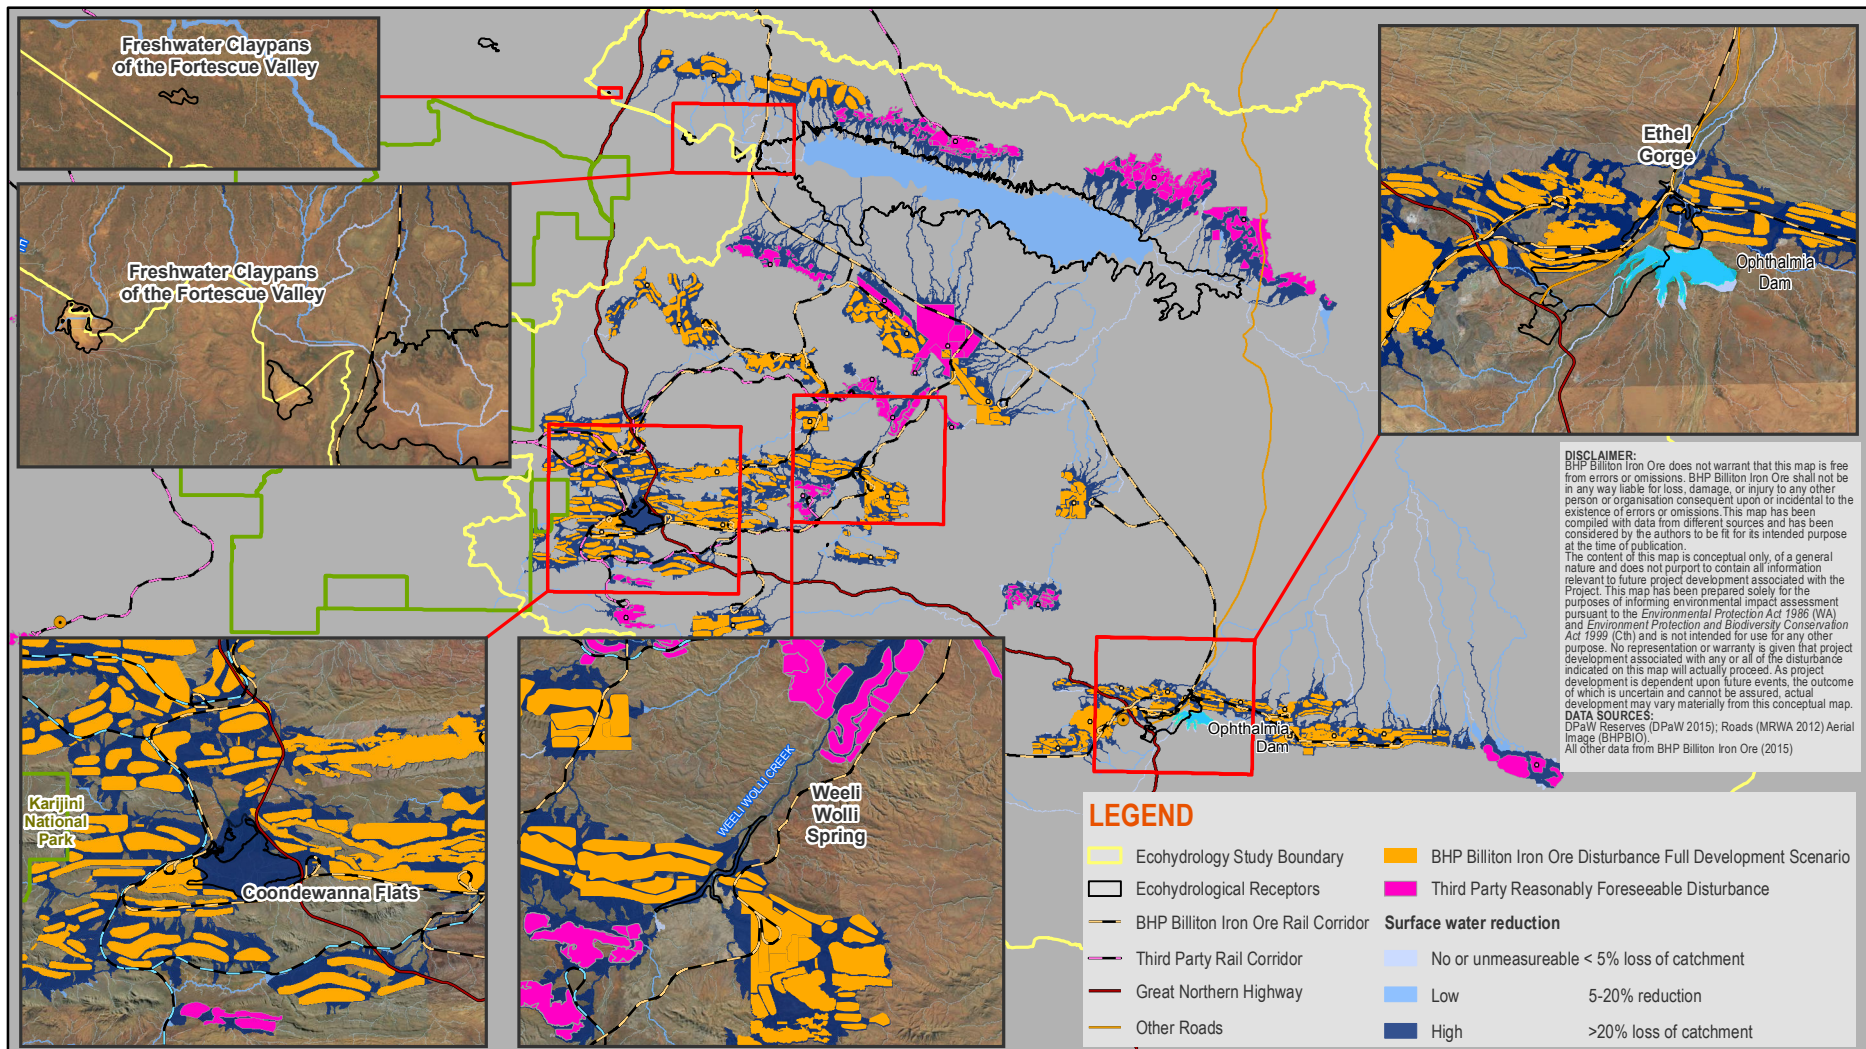 Freshwater Claypans
of the Fortescue Valley
Freshwater Claypans
of the Fortescue Valley
Ethel
Gorge
Ophthalmia
Dam
DISCLAIMER:
BHP Billiton Iron Ore does not warrant that this map is free
from errors or omissions. BHP Billiton Iron Ore shall not be
in any way liable for loss, damage, or injury to any other
person or organisation consequent upon or incidental to the
existence of errors or omissions.This map has been
compiled with data from different sources and has been
considered by the authors to be fit for its intended purpose
at the time of publication.
The content of this map is conceptual only, of a general
nature and does not purport to contain all information
relevant to future project development associated with the
Project. This map has been prepared solely for the
purposes of informing environmental impact assessment
pursuant to the Environmental Protection Act 1986 (WA)
and Environment Protection and Biodiversity Conservation
Act 1999 (Cth) and is not intended for use for any other
purpose. No representation or warranty is given that project
development associated with any or all of the disturbance
indicated on this map will actually proceed. As project
development is dependent upon future events, the outcome
of which is uncertain and cannot be assured, actual
development may vary materially from this conceptual map.
DATA SOURCES:
DPaW Reserves (DPaW 2015); Roads (MRWA 2012) Aerial
Image (BHPBIO).
All other data from BHP Billiton Iron Ore (2015)
Ophthalmia
Dam
Karijini
National
Park
Coondewanna Flats
WEELI WOLLI CREEK
Weeli
Wolli
Spring
LEGEND
Ecohydrology Study Boundary
Ecohydrological Receptors
BHP Billiton Iron Ore Rail Corridor
Third Party Rail Corridor
Great Northern Highway
Other Roads
BHP Billiton Iron Ore Disturbance Full Development Scenario
Third Party Reasonably Foreseeable Disturbance
Surface water reduction
No or unmeasureable < 5% loss of catchment
Low 5-20% reduction
High >20% loss of catchment